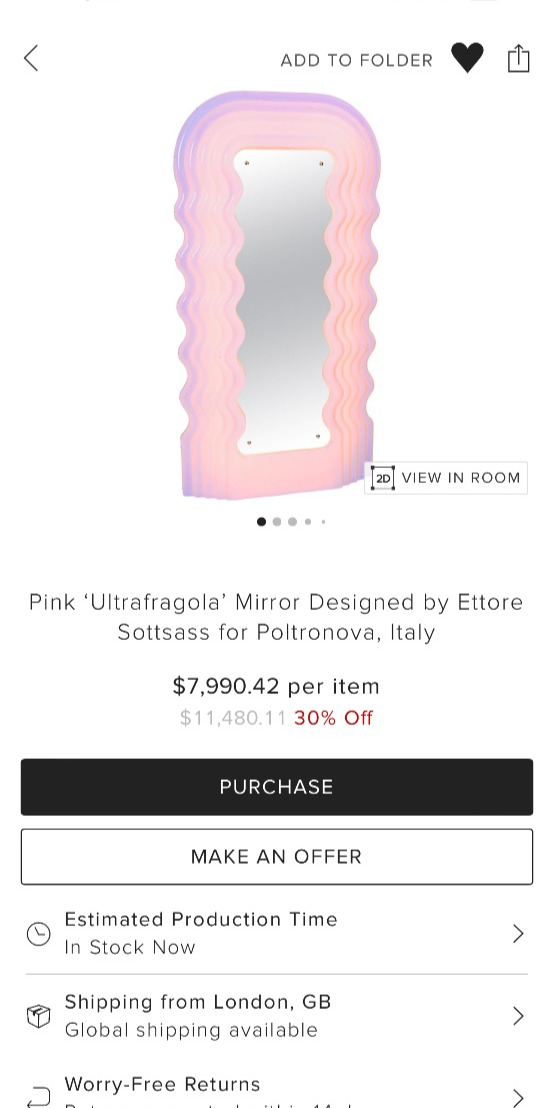 ADD TO FOLDER
2D VIEW IN ROOM
Pink ‘Ultrafragola’ Mirror Designed by Ettore
Sottsass for Poltronova, Italy
$7,990.42 per item
$11,480.11 30% Off
PURCHASE
MAKE AN OFFER
Estimated Production Time
In Stock Now
Shipping from London, GB
Global shipping available
Worry-Free Returns